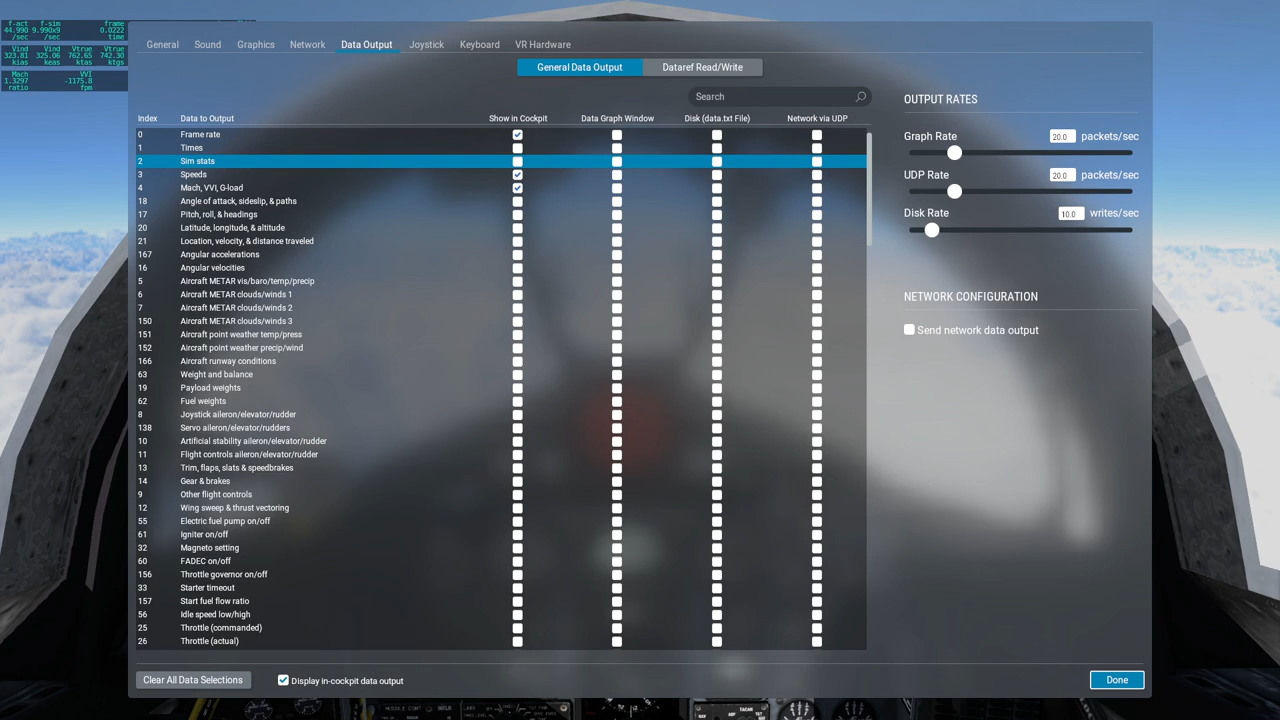 f-act f-sim frame
44.990 9.990x9 0.0222
/sec /sec time
Vind Vind Vtrue Vtrue
323.81 325.06 762.65 742.30
kias keas ktas ktgs
Mach VVI
1.3297 -1175.8
ratio fpm
General Sound Graphics Network Data Output Joystick Keyboard VR Hardware
General Data Output Dataref Read/Write
Search
Index Data to Output Show in Cockpit Data Graph Window Disk (data.txt File) Network via UDP
0 Frame rate
1 Times
2 Sim stats
3 Speeds
4 Mach, VVI, G-load
18 Angle of attack, sideslip, & paths
17 Pitch, roll, & headings
20 Latitude, longitude, & altitude
21 Location, velocity, & distance traveled
167 Angular accelerations
16 Angular velocities
5 Aircraft METAR vis/baro/temp/precip
6 Aircraft METAR clouds/winds 1
7 Aircraft METAR clouds/winds 2
150 Aircraft METAR clouds/winds 3
151 Aircraft point weather temp/press
152 Aircraft point weather precip/wind
166 Aircraft runway conditions
63 Weight and balance
19 Payload weights
62 Fuel weights
8 Joystick aileron/elevator/rudder
138 Servo aileron/elevator/rudders
10 Artificial stability aileron/elevator/rudder
11 Flight controls aileron/elevator/rudder
13 Trim, flaps, slats & speedbrakes
14 Gear & brakes
9 Other flight controls
12 Wing sweep & thrust vectoring
55 Electric fuel pump on/off
61 Igniter on/off
32 Magneto setting
60 FADEC on/off
156 Throttle governor on/off
33 Starter timeout
157 Start fuel flow ratio
56 Idle speed low/high
25 Throttle (commanded)
26 Throttle (actual)
OUTPUT RATES
Graph Rate 20.0 packets/sec
UDP Rate 20.0 packets/sec
Disk Rate 10.0 writes/sec
NETWORK CONFIGURATION
Send network data output
Clear All Data Selections Display in-cockpit data output Done
MISSILE CONT
TACAN